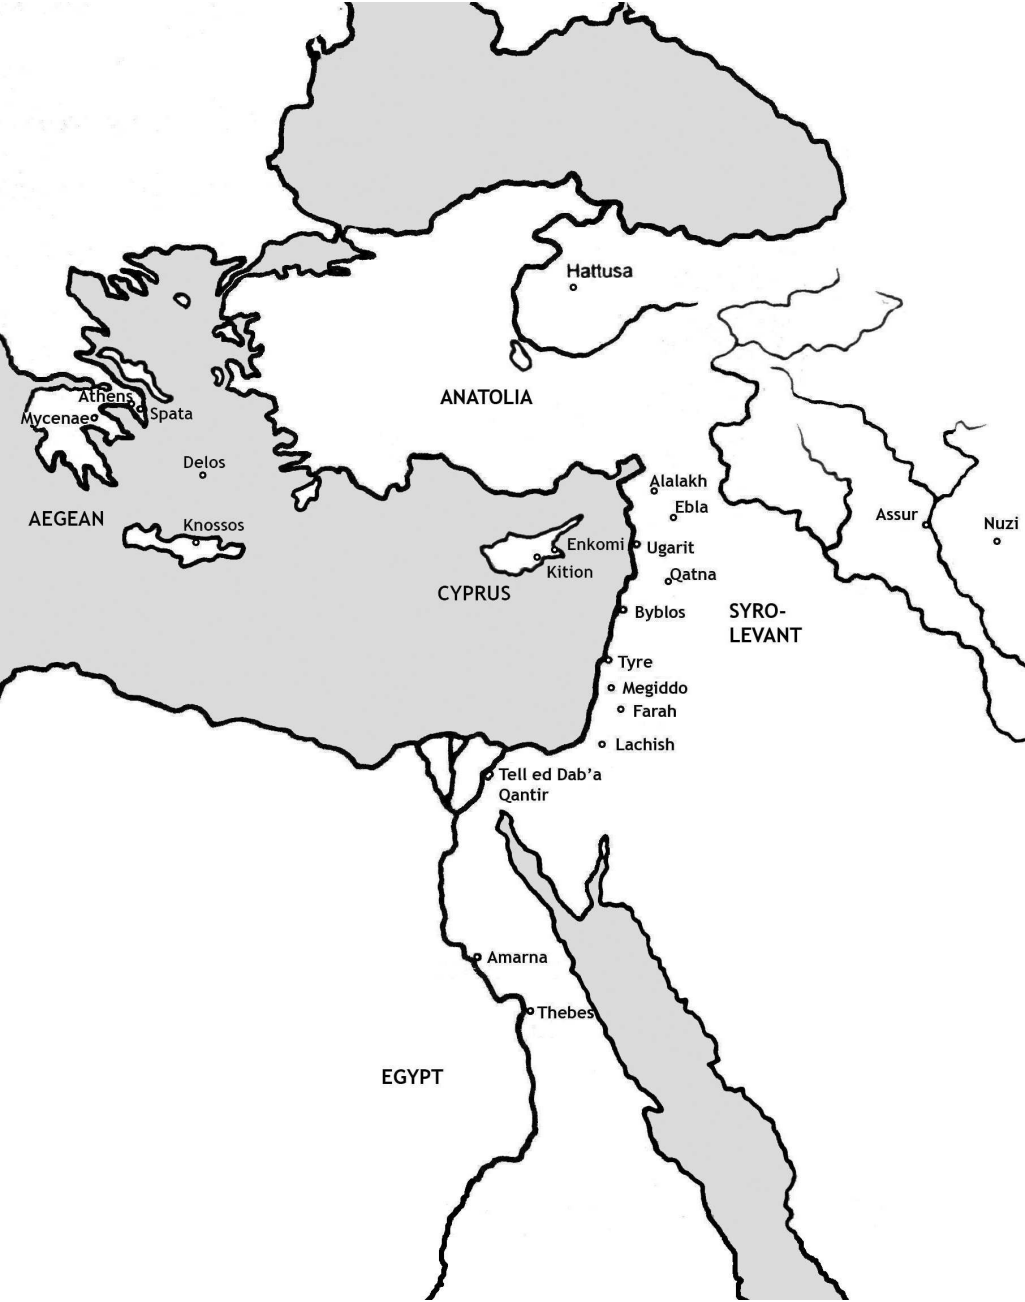 Hattusa
ANATOLIA
Athens
Mycenae
Spata
Delos
AEGEAN
Knossos
Alalakh
Ebla
Assur
Nuzi
Enkomi
Ugarit
Kition
Qatna
CYPRUS
Byblos
SYRO-
LEVANT
Tyre
Megiddo
Farah
Lachish
Tell ed Dab’a
Qantir
Amarna
Thebes
EGYPT